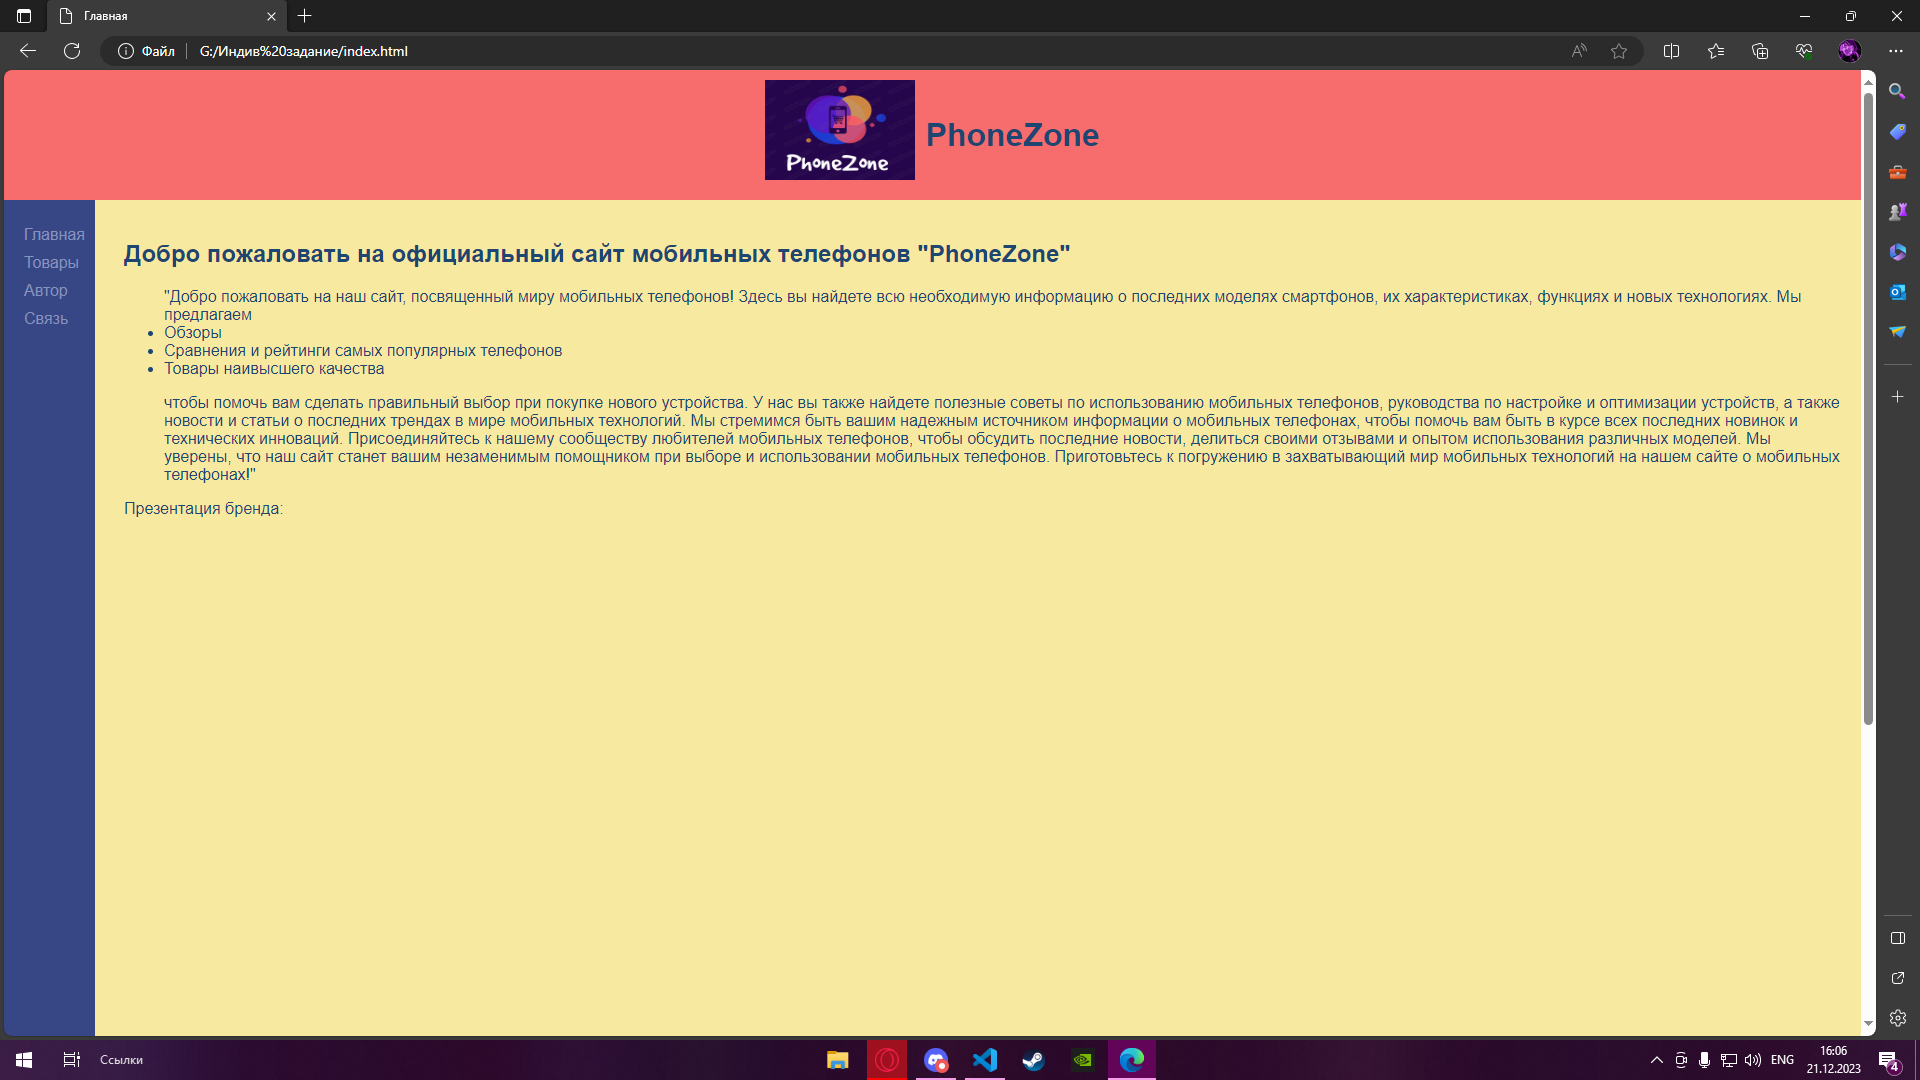 Главная
Файл
G:/Индив%20задание/index.html
PhoneZone
PhoneZone
Главная
Товары
Автор
Связь
Добро пожаловать на официальный сайт мобильных телефонов "PhoneZone"
"Добро пожаловать на наш сайт, посвященный миру мобильных телефонов! Здесь вы найдете всю необходимую информацию о последних моделях смартфонов, их характеристиках, функциях и новых технологиях. Мы
предлагаем
Обзоры
Сравнения и рейтинги самых популярных телефонов
Товары наивысшего качества
чтобы помочь вам сделать правильный выбор при покупке нового устройства. У нас вы также найдете полезные советы по использованию мобильных телефонов, руководства по настройке и оптимизации устройств, а также
новости и статьи о последних трендах в мире мобильных технологий. Мы стремимся быть вашим надежным источником информации о мобильных телефонах, чтобы помочь вам быть в курсе всех последних новинок и
технических инноваций. Присоединяйтесь к нашему сообществу любителей мобильных телефонов, чтобы обсудить последние новости, делиться своими отзывами и опытом использования различных моделей. Мы
уверены, что наш сайт станет вашим незаменимым помощником при выборе и использовании мобильных телефонов. Приготовьтесь к погружению в захватывающий мир мобильных технологий на нашем сайте о мобильных
телефонах!"
Презентация бренда:
Ссылки
ENG
16:06
21.12.2023
4